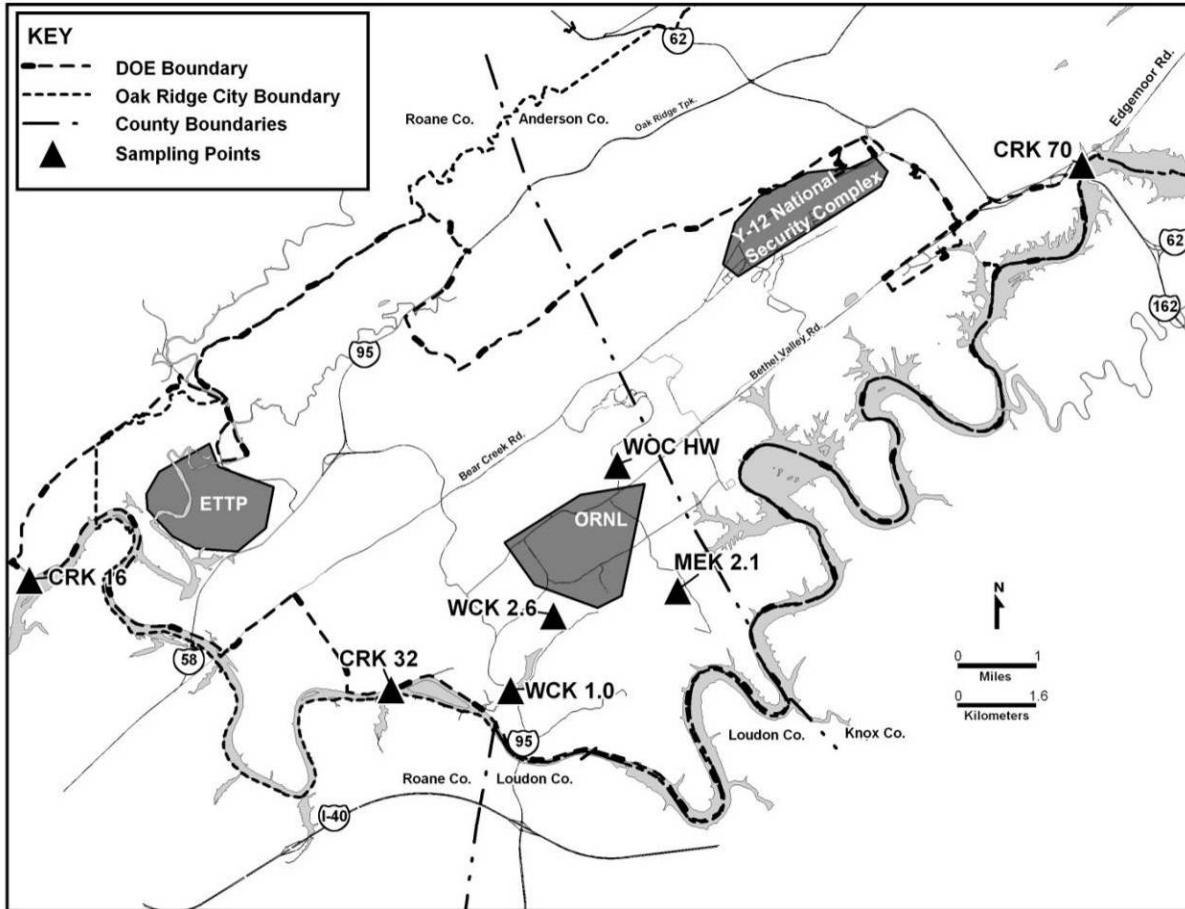 KEY
DOE Boundary
Oak Ridge City Boundary
County Boundaries
Sampling Points
62
Roane Co.
Anderson Co.
Oak Ridge Tpk.
Edgemoor Rd.
CRK 70
Y-12 National
Security Complex
62
162
95
Bethel Valley Rd.
Bear Creek Rd.
WOC HW
ETTP
ORNL
MEK 2.1
CRK 16
WCK 2.6
N
58
CRK 32
WCK 1.0
0 1
Miles
0 1.6
Kilometers
95
Loudon Co.
Knox Co.
Roane Co.
Loudon Co.
I-40